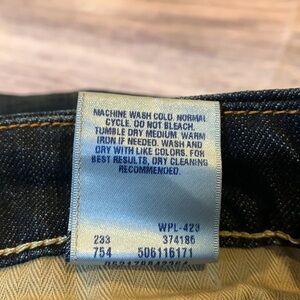 MACHINE WASH COLD. NORMAL
CYCLE. DO NOT BLEACH.
TUMBLE DRY MEDIUM. WARM
IRON IF NEEDED. WASH AND
DRY WITH LIKE COLORS. FOR
BEST RESULTS, DRY CLEANING
RECOMMENDED.
WPL-423
233 374186
754 506116171